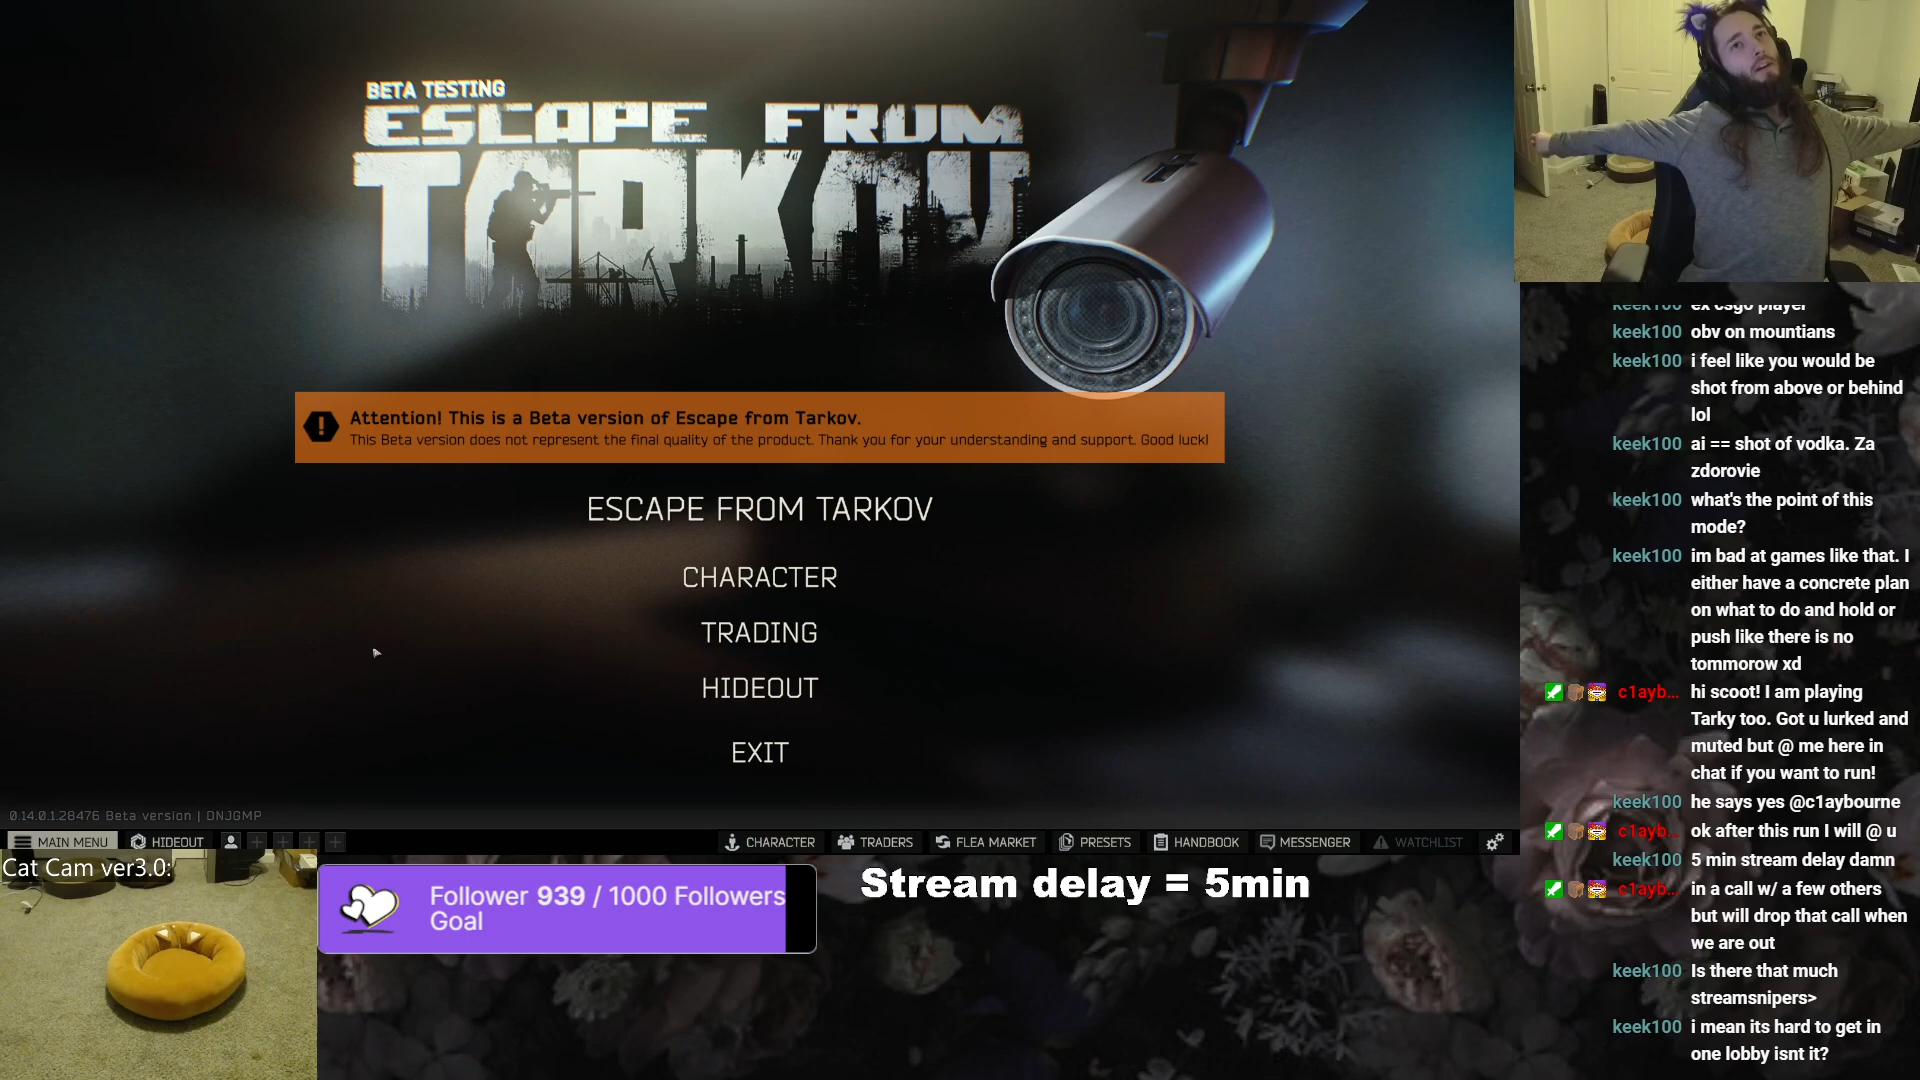 BETA TESTING
ESCAPE FROM
TARKOV
Attention! This is a Beta version of Escape from Tarkov.
This Beta version does not represent the final quality of the product. Thank you for your understanding and support. Good luck!
ESCAPE FROM TARKOV
CHARACTER
TRADING
HIDEOUT
EXIT
0.14.0.1.28476 Beta version | DNJGMP
MAIN MENU
HIDEOUT
CHARACTER
TRADERS
FLEA MARKET
PRESETS
HANDBOOK
MESSENGER
WATCHLIST
Cat Cam ver3.0:
Follower 939 / 1000 Followers
Goal
Stream delay = 5min
keek100 ex csgo player
keek100 obv on mountians
keek100 i feel like you would be
shot from above or behind
lol
keek100 ai == shot of vodka. Za
zdorovie
keek100 what's the point of this
mode?
keek100 im bad at games like that. I
either have a concrete plan
on what to do and hold or
push like there is no
tommorow xd
c1ayb... hi scoot! I am playing
Tarky too. Got u lurked and
muted but @ me here in
chat if you want to run!
keek100 he says yes @c1aybourne
c1ayb... ok after this run I will @ u
keek100 5 min stream delay damn
c1ayb... in a call w/ a few others
but will drop that call when
we are out
keek100 Is there that much
streamsnipers>
keek100 i mean its hard to get in
one lobby isnt it?